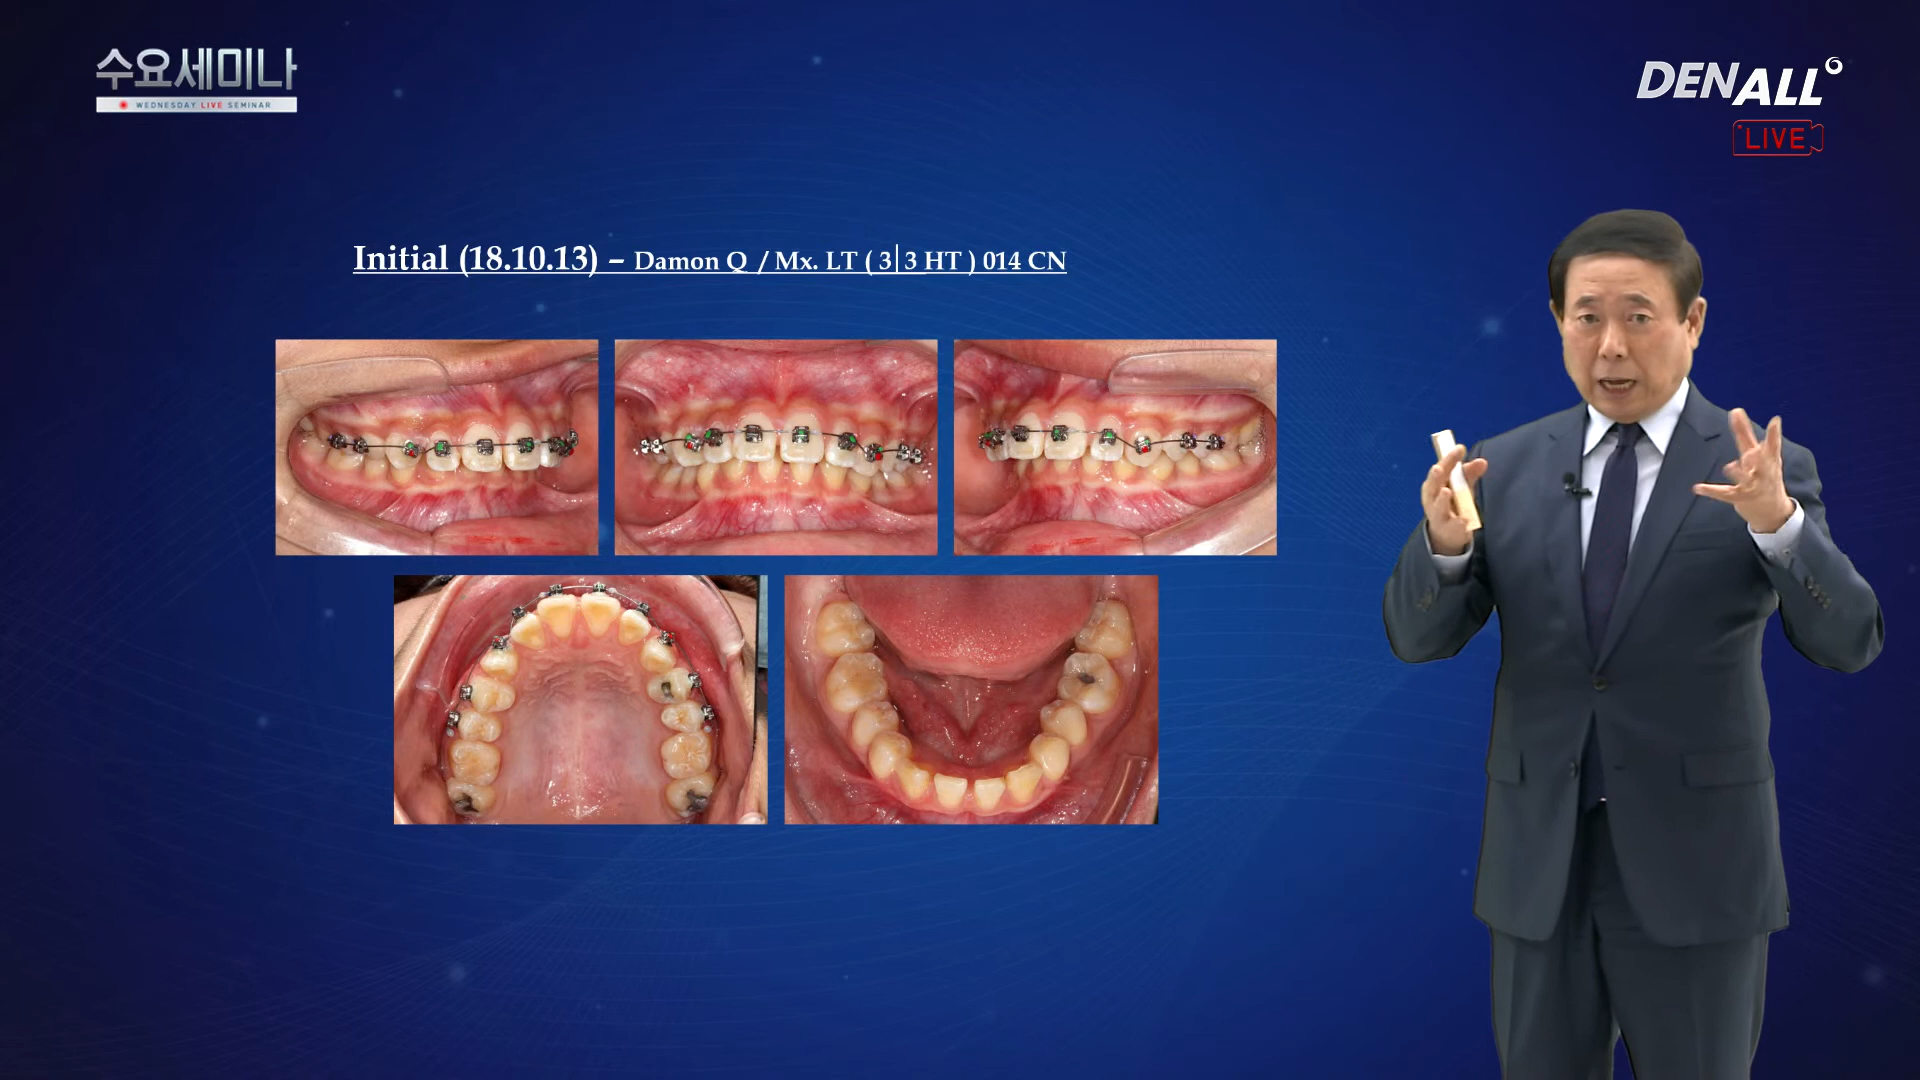 수요세미나
WEDNESDAY LIVE SEMINAR
DENALL
LIVE
Initial (18.10.13) – Damon Q / Mx. LT ( 3|3 HT ) 014 CN